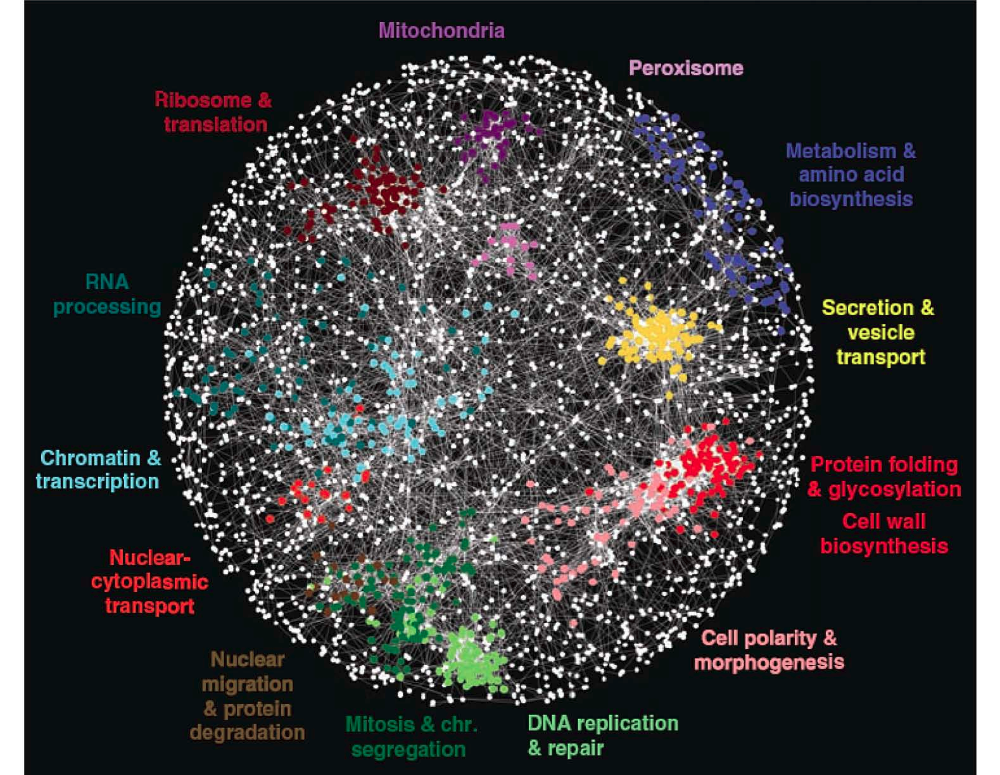 Mitochondria
Peroxisome
Ribosome &
translation
Metabolism &
amino acid
biosynthesis
RNA
processing
Secretion &
vesicle
transport
Chromatin &
transcription
Protein folding
& glycosylation
Cell wall
biosynthesis
Nuclear-
cytoplasmic
transport
Cell polarity &
morphogenesis
Nuclear
migration
& protein
degradation
Mitosis & chr.
segregation
DNA replication
& repair